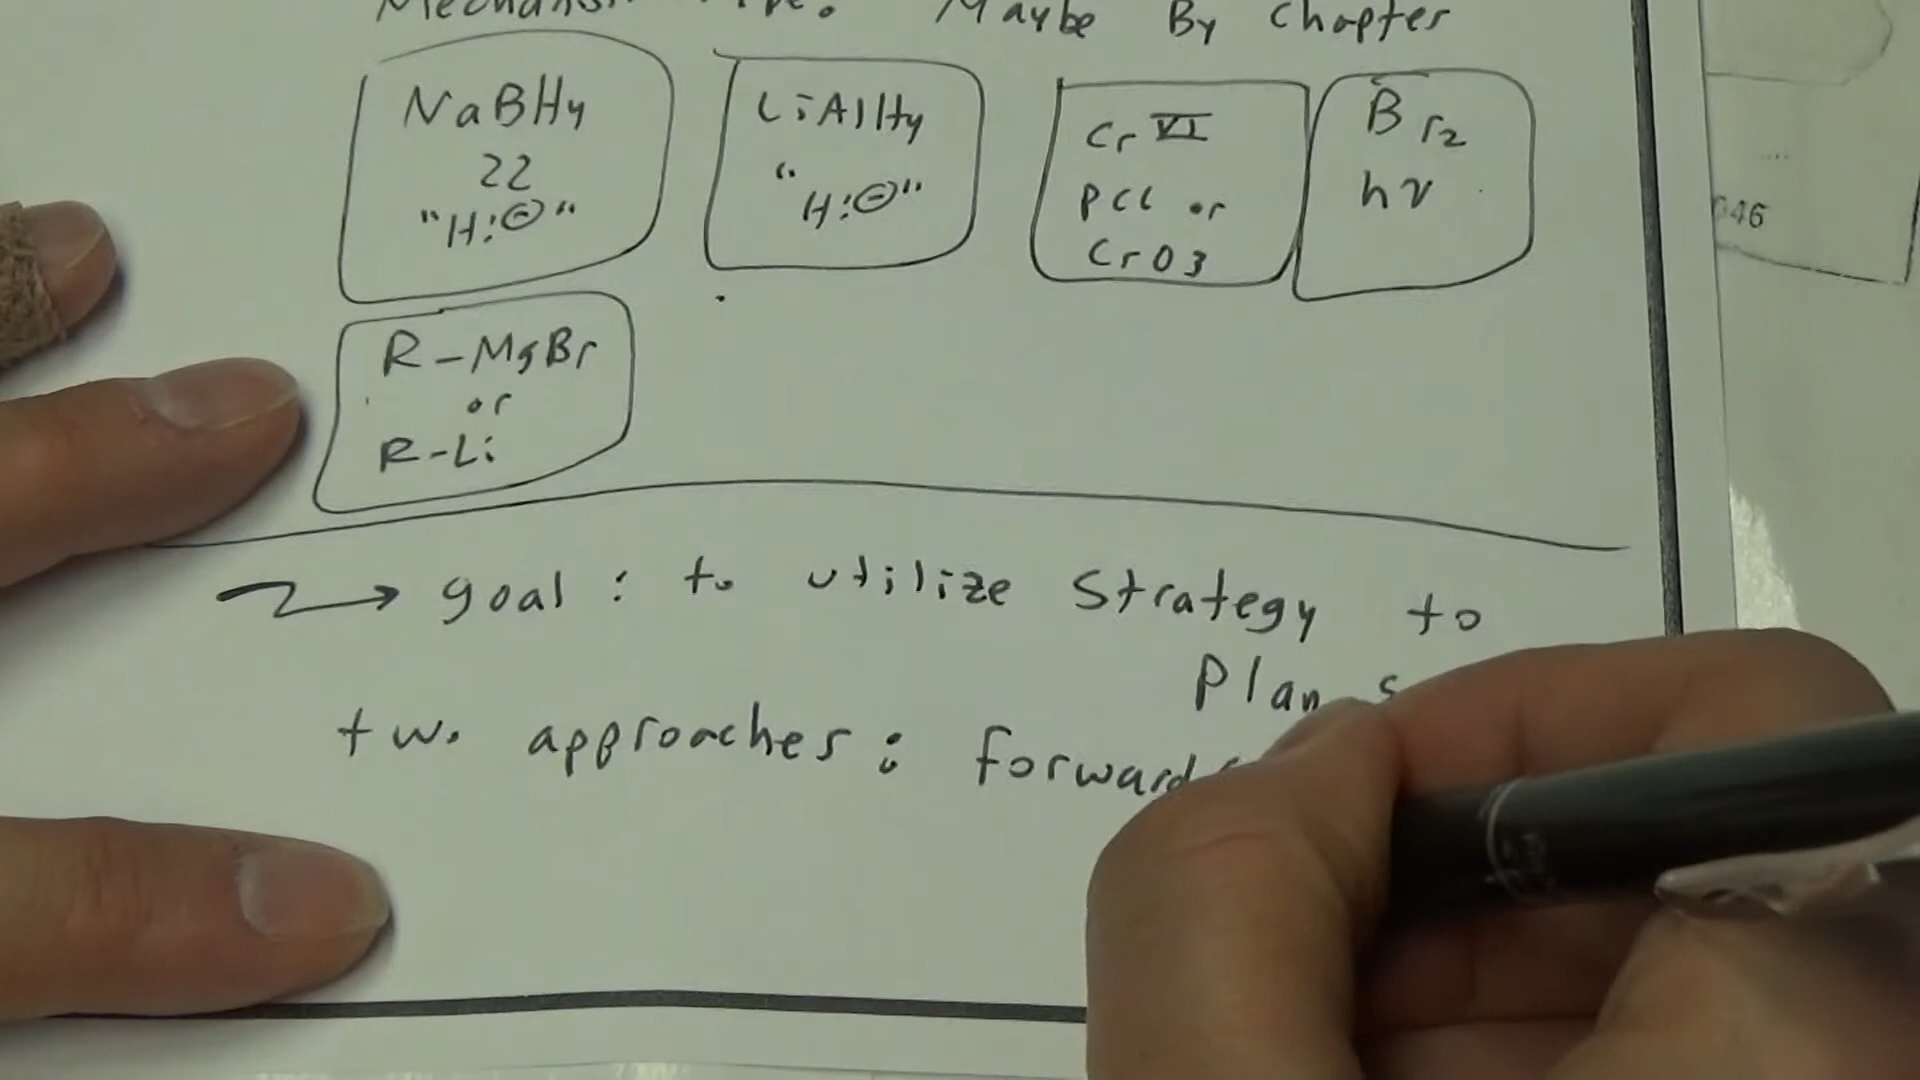 Maybe By Chapter
NaBH4
22
"H:⊖"
LiAlH4
"H:⊖"
Cr VI
PCC or
CrO3
Br2
hν
R-MgBr
or
R-Li
goal: to utilize Strategy to
Plan
two approaches: forward
646